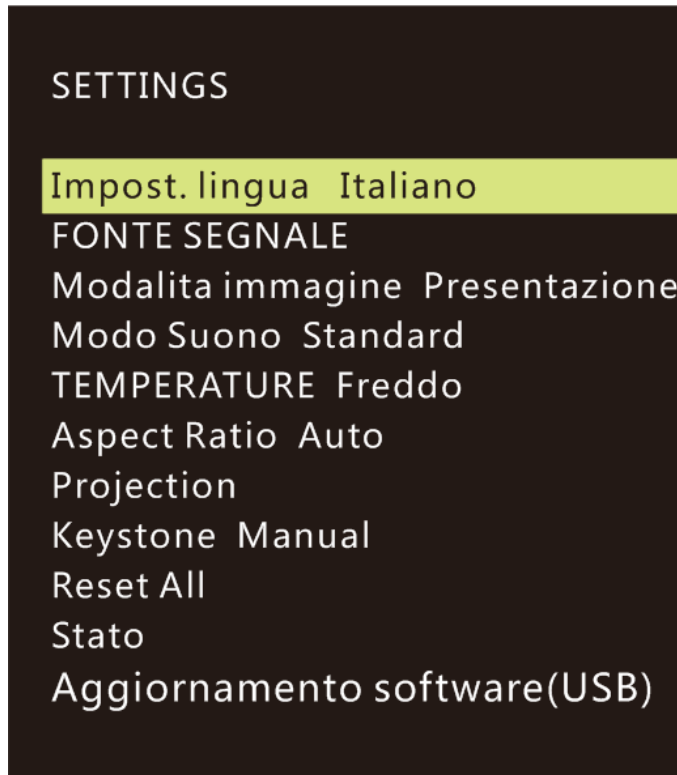 SETTINGS
Impost. lingua Italiano
FONTE SEGNALE
Modalita immagine Presentazione
Modo Suono Standard
TEMPERATURE Freddo
Aspect Ratio Auto
Projection
Keystone Manual
Reset All
Stato
Aggiornamento software(USB)